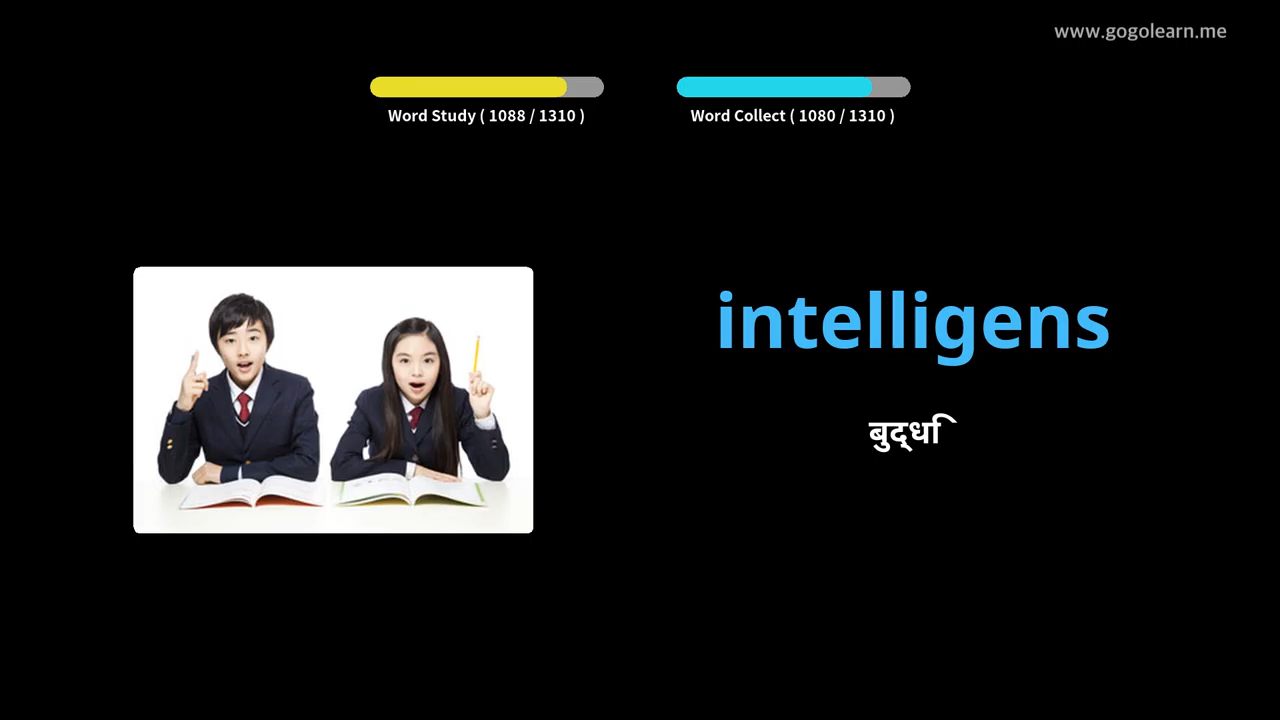 www.gogolearn.me
Word Study ( 1088 / 1310 )
Word Collect ( 1080 / 1310 )
intelligens
बुद्धि